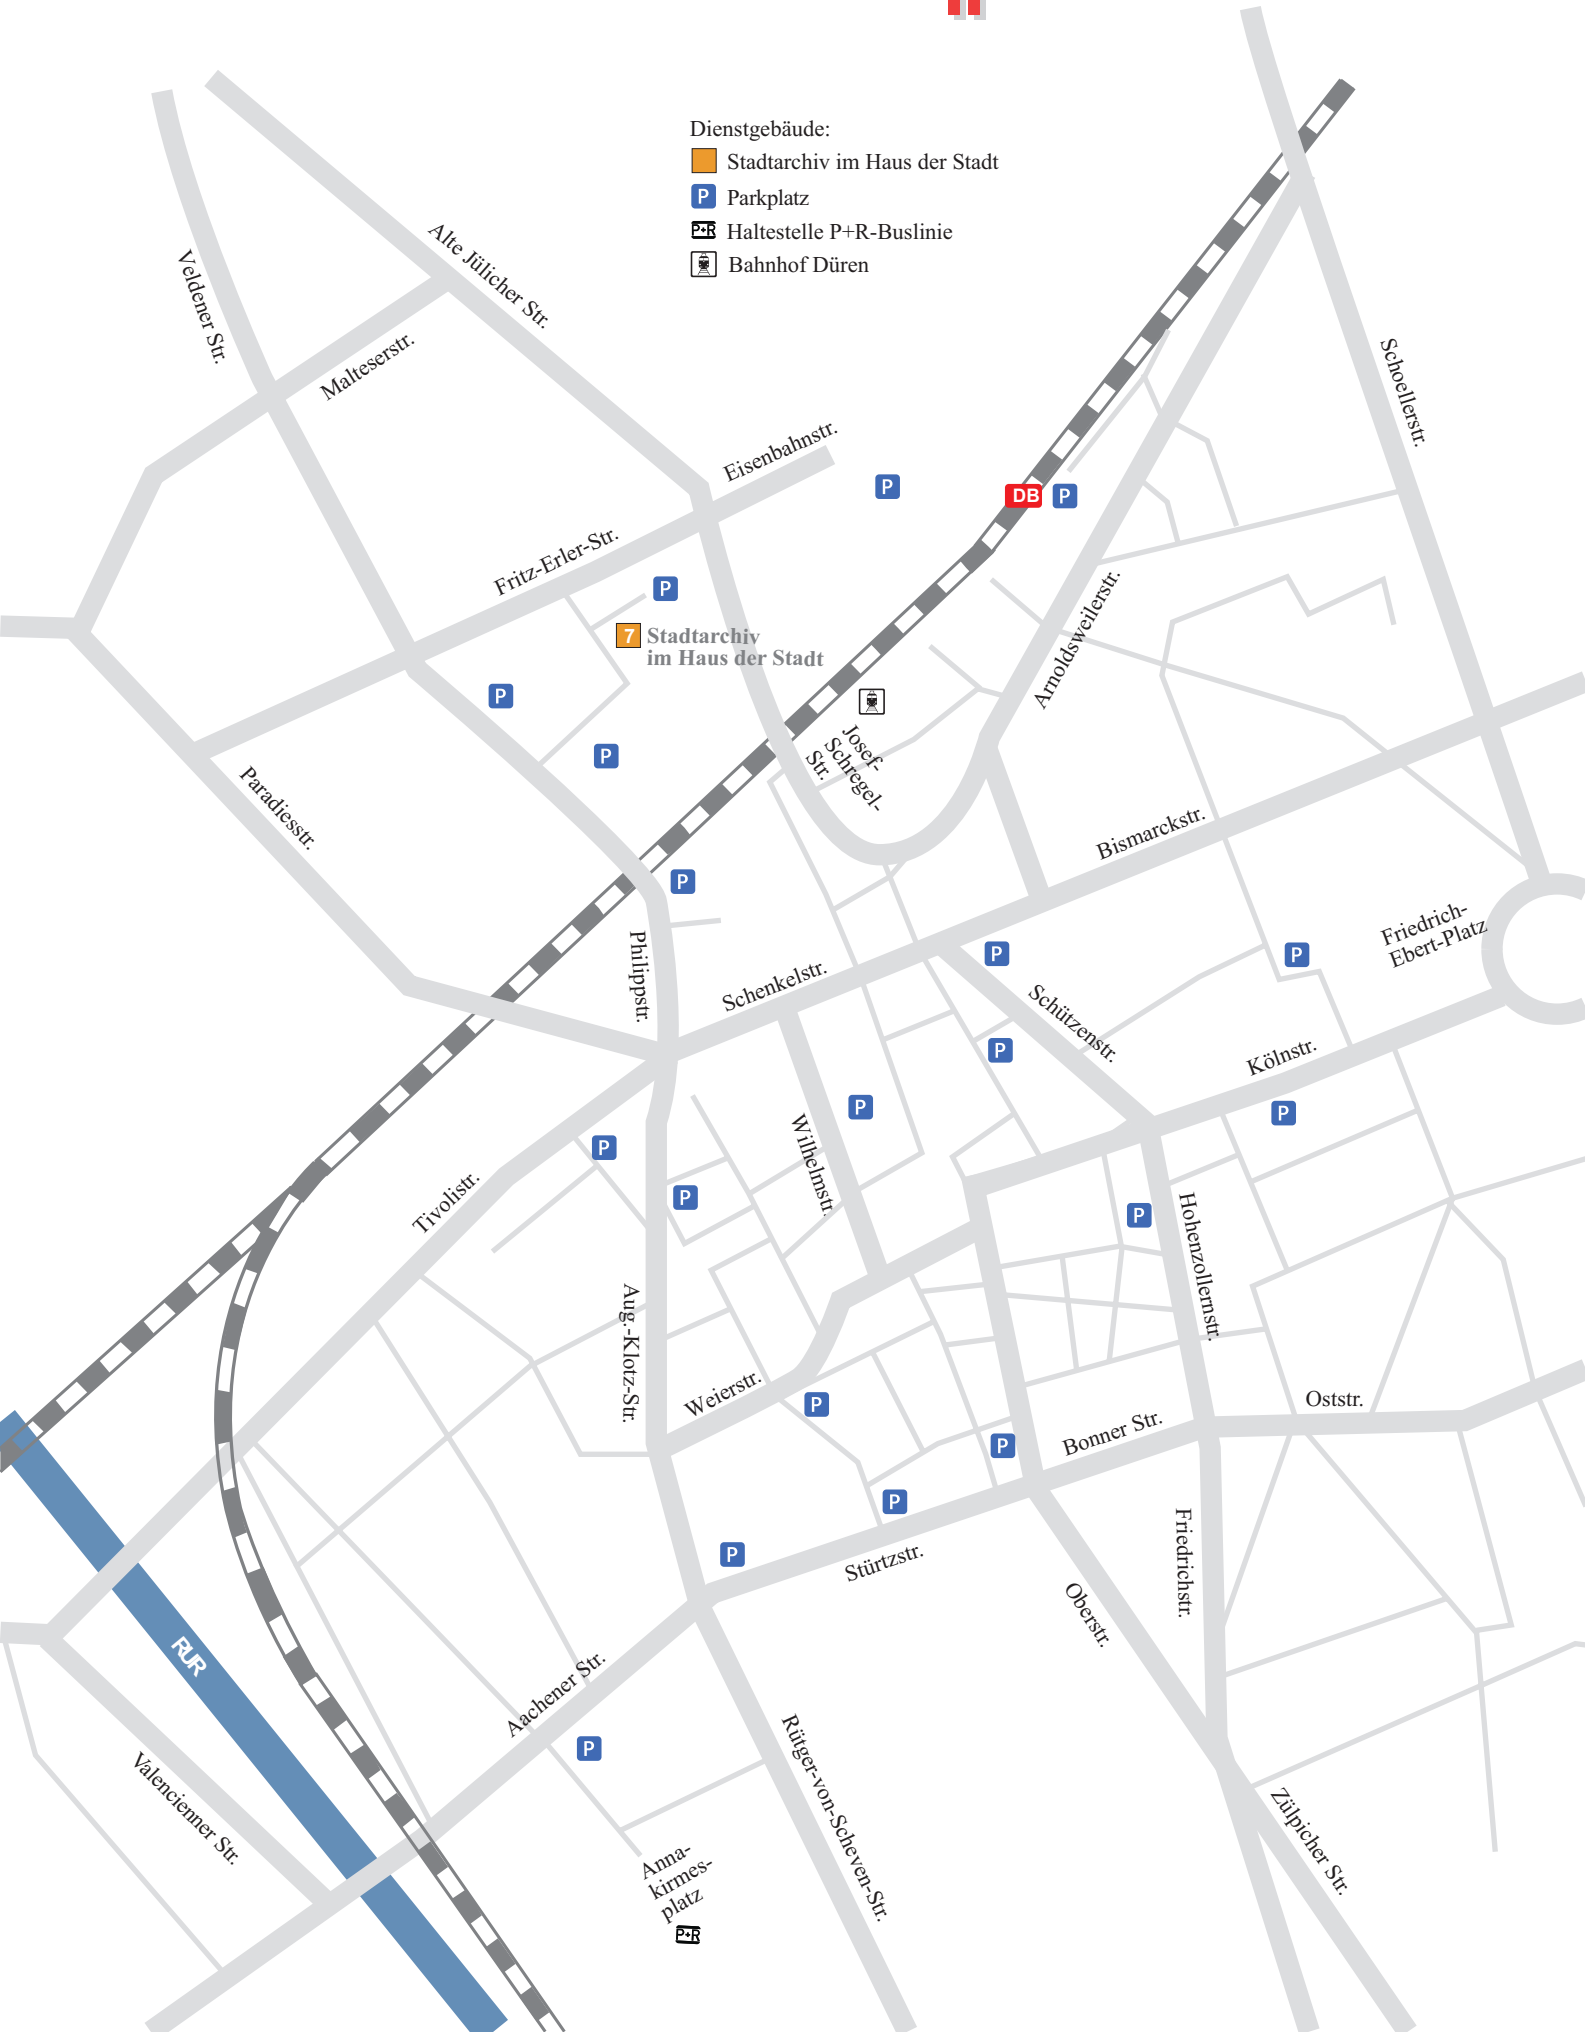 Dienstgebäude:
Stadtarchiv im Haus der Stadt
P Parkplatz
P+R Haltestelle P+R-Buslinie
Bahnhof Düren
Alte Jülicher Str.
Veldener Str.
Malteserstr.
Schoellerstr.
Eisenbahnstr.
P
DB P
Fritz-Erler-Str.
P
7 Stadtarchiv
im Haus der Stadt
Arnoldsweilerstr.
P
P
Josef-
Schregel-
Str.
Paradiesstr.
Bismarckstr.
P
Philippstr.
Schenkelstr.
P
P
Friedrich-
Ebert-Platz
Schützenstr.
P
Kölnstr.
P
P
P
Wilhelmstr.
Tivolistr.
P
P
Hohenzollernstr.
Aug.-Klotz-Str.
Weierstr.
P
Oststr.
Bonner Str.
P
P
P
Stürtzstr.
Friedrichstr.
Oberstr.
RUR
Aachener Str.
P
Valencienner Str.
Rütger-von-Scheven-Str.
Zülpicher Str.
Anna-
kirmes-
platz
P+R